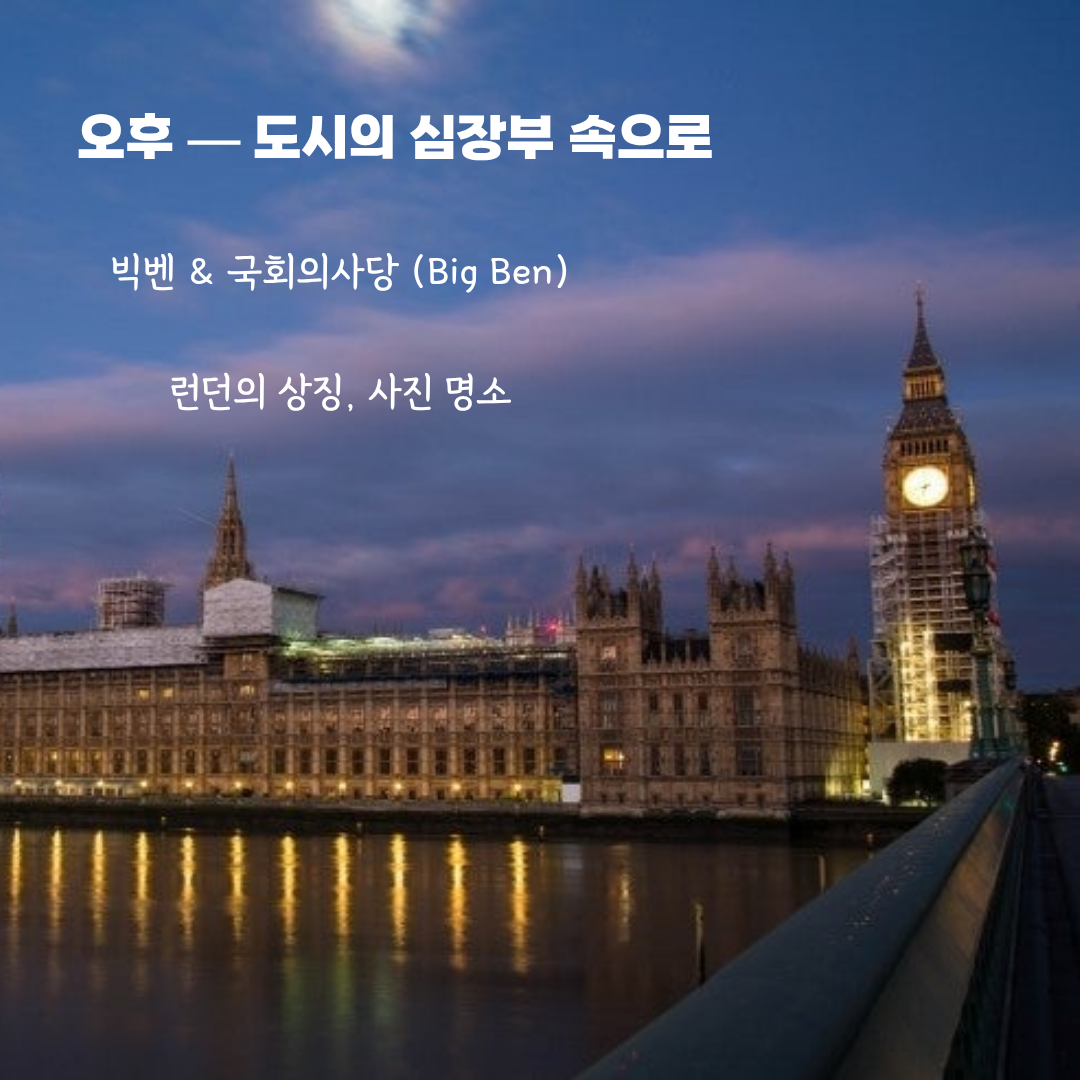 오후 — 도시의 심장부 속으로
빅벤 & 국회의사당 (Big Ben)
런던의 상징, 사진 명소